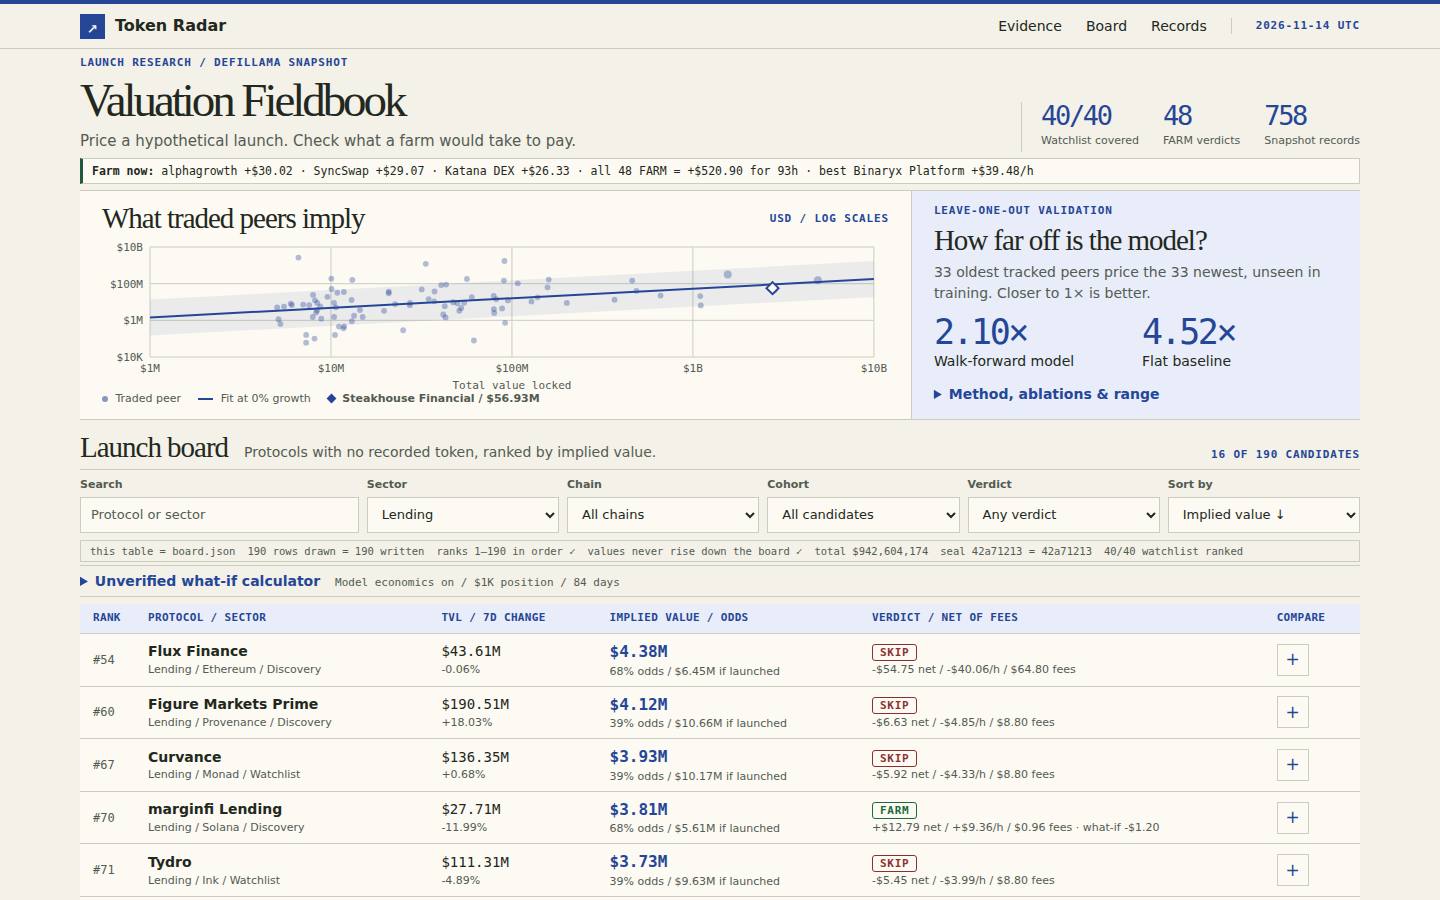 ↗ Token Radar Evidence Board Records 2026-11-14 UTC
LAUNCH RESEARCH / DEFILLAMA SNAPSHOT
Valuation Fieldbook
Price a hypothetical launch. Check what a farm would take to pay.
40/40 48 758
Watchlist covered FARM verdicts Snapshot records
Farm now: alphagrowth +$30.02 · SyncSwap +$29.07 · Katana DEX +$26.33 · all 48 FARM = +$520.90 for 93h · best Binaryx Platform +$39.48/h
What traded peers imply USD / LOG SCALES
$10B
$100M
$1M
$10K
$1M $10M $100M $1B $10B
Total value locked
Traded peer Fit at 0% growth Steakhouse Financial / $56.93M
LEAVE-ONE-OUT VALIDATION
How far off is the model?
33 oldest tracked peers price the 33 newest, unseen in
training. Closer to 1× is better.
2.10× 4.52×
Walk-forward model Flat baseline
Method, ablations & range
Launch board Protocols with no recorded token, ranked by implied value. 16 OF 190 CANDIDATES
Search Sector Chain Cohort Verdict Sort by
Protocol or sector Lending All chains All candidates Any verdict Implied value ↓
this table = board.json 190 rows drawn = 190 written ranks 1–190 in order ✓ values never rise down the board ✓ total $942,604,174 seal 42a71213 = 42a71213 40/40 watchlist ranked
Unverified what-if calculator Model economics on / $1K position / 84 days
RANK PROTOCOL / SECTOR TVL / 7D CHANGE IMPLIED VALUE / ODDS VERDICT / NET OF FEES COMPARE
#54 Flux Finance $43.61M $4.38M SKIP +
Lending / Ethereum / Discovery -0.06% 68% odds / $6.45M if launched -$54.75 net / -$40.06/h / $64.80 fees
#60 Figure Markets Prime $190.51M $4.12M SKIP +
Lending / Provenance / Discovery +18.03% 39% odds / $10.66M if launched -$6.63 net / -$4.85/h / $8.80 fees
#67 Curvance $136.35M $3.93M SKIP +
Lending / Monad / Watchlist +0.68% 39% odds / $10.17M if launched -$5.92 net / -$4.33/h / $8.80 fees
#70 marginfi Lending $27.71M $3.81M FARM +
Lending / Solana / Discovery -11.99% 68% odds / $5.61M if launched +$12.79 net / +$9.36/h / $0.96 fees · what-if -$1.20
#71 Tydro $111.31M $3.73M SKIP +
Lending / Ink / Watchlist -4.89% 39% odds / $9.63M if launched -$5.45 net / -$3.99/h / $8.80 fees